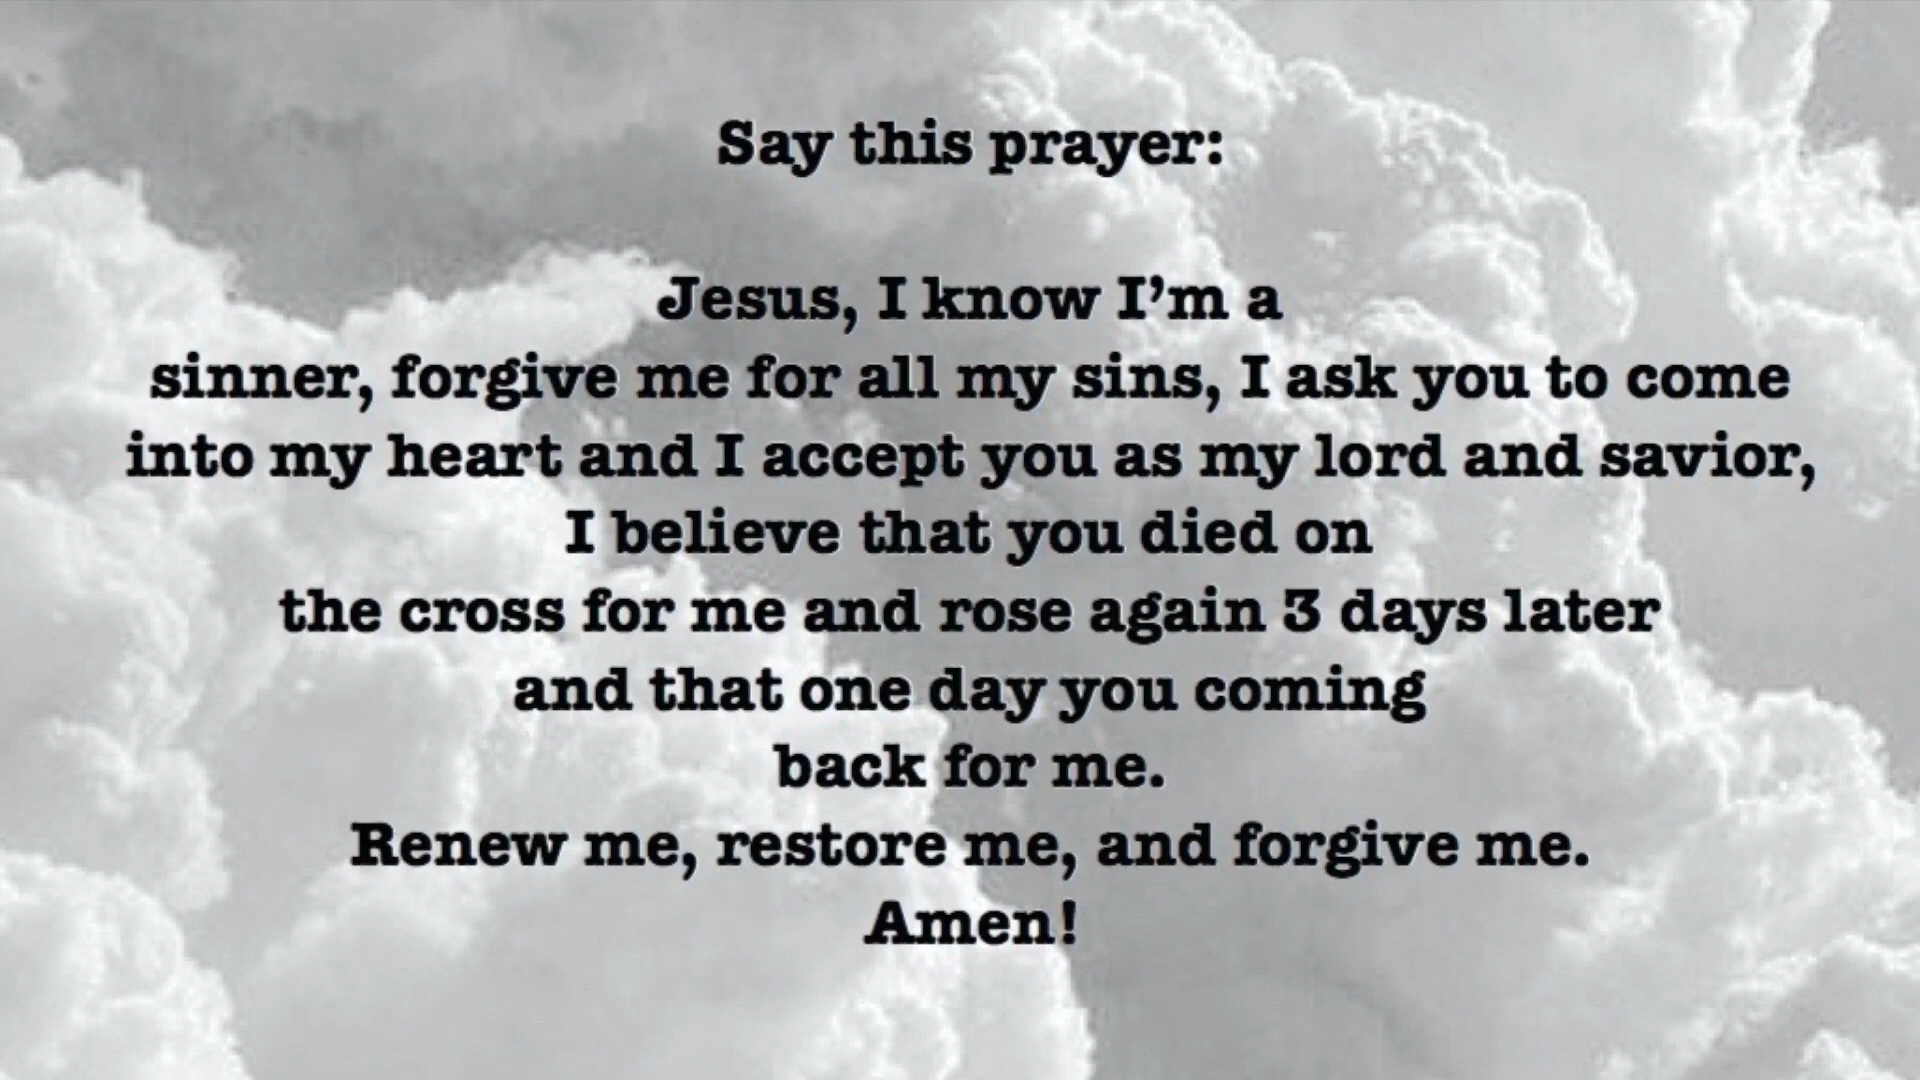 Say this prayer:
Jesus, I know I’m a
sinner, forgive me for all my sins, I ask you to come
into my heart and I accept you as my lord and savior,
I believe that you died on
the cross for me and rose again 3 days later
and that one day you coming
back for me.
Renew me, restore me, and forgive me.
Amen!